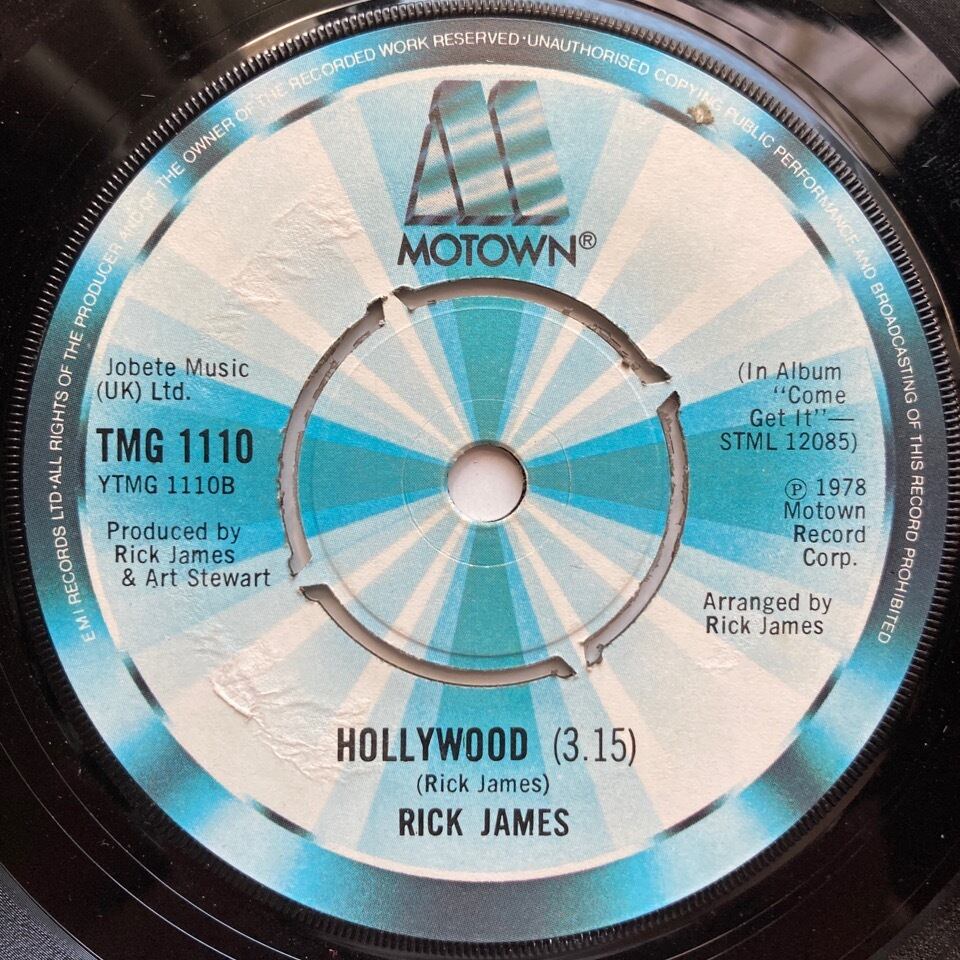 EMI RECORDS LTD·ALL RIGHTS OF THE PRODUCER AND OF THE OWNER OF THE RECORDED WORK RESERVED·UNAUTHORISED COPYING PUBLIC PERFORMANCE AND BROADCASTING OF THIS RECORD PROHIBITED
MOTOWN®
Jobete Music
(UK) Ltd.
TMG 1110
YTMG 1110B
Produced by
Rick James
& Art Stewart
(In Album
"Come
Get It"—
STML 12085)
℗ 1978
Motown
Record
Corp.
Arranged by
Rick James
HOLLYWOOD (3.15)
(Rick James)
RICK JAMES